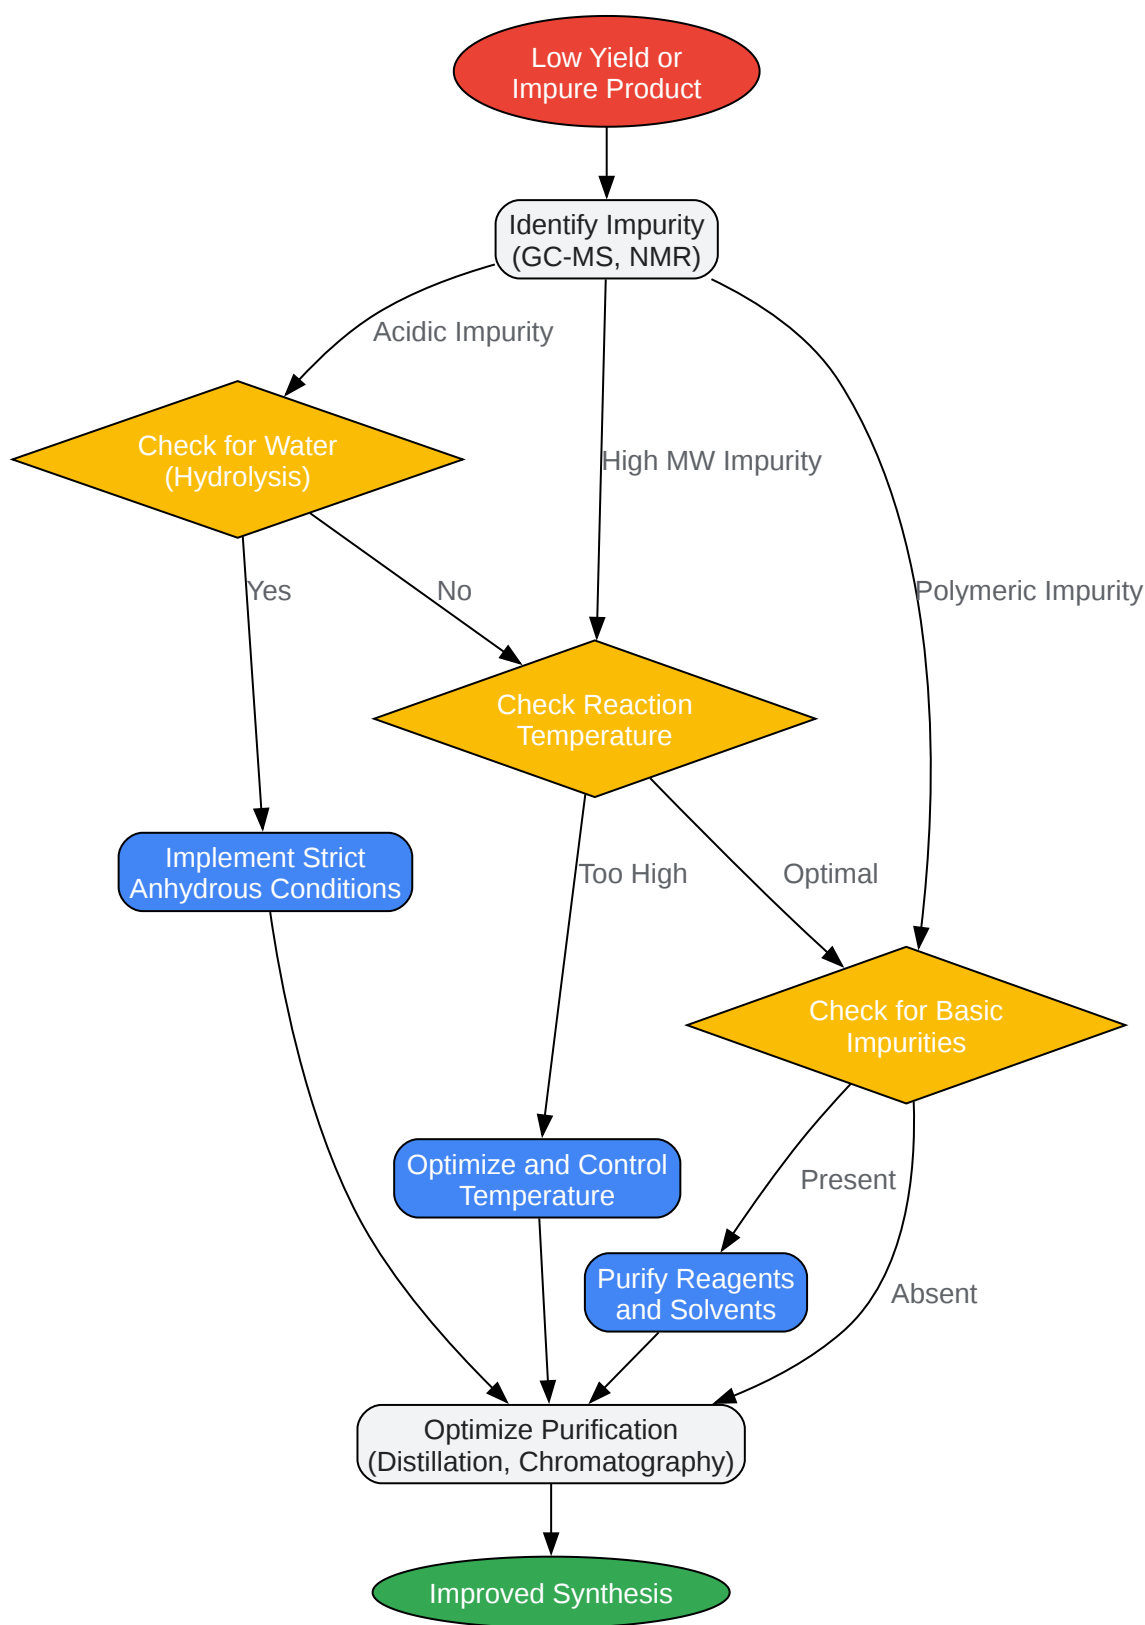 Low Yield or
Impure Product
Identify Impurity
(GC-MS, NMR)
Acidic Impurity
Check for Water
(Hydrolysis)
High MW Impurity
Yes
No
Polymeric Impurity
Check Reaction
Temperature
Implement Strict
Anhydrous Conditions
Too High
Optimal
Check for Basic
Impurities
Optimize and Control
Temperature
Present
Purify Reagents
and Solvents
Absent
Optimize Purification
(Distillation, Chromatography)
Improved Synthesis